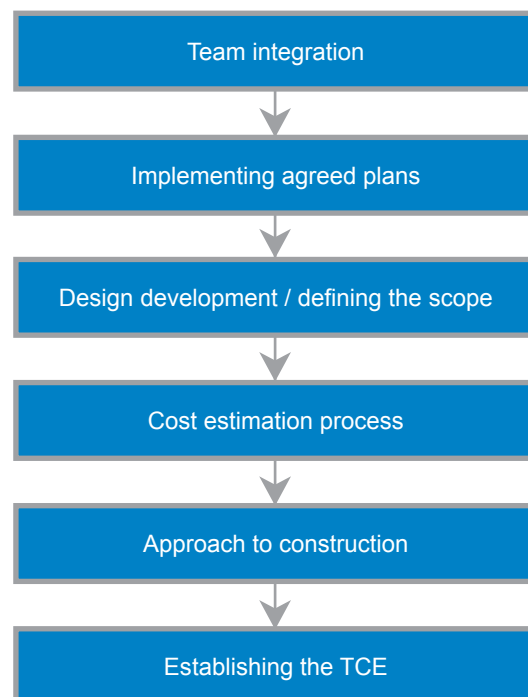 Team integration
Implementing agreed plans
Design development / defining the scope
Cost estimation process
Approach to construction
Establishing the TCE